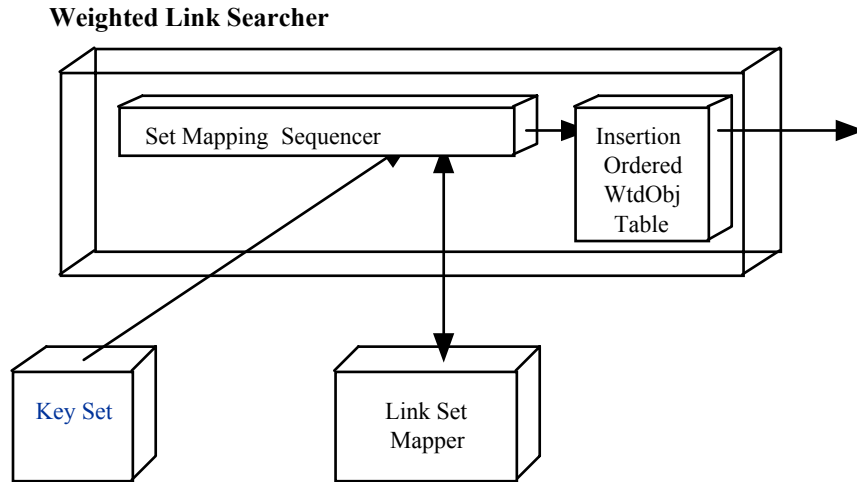 Weighted Link Searcher
Set Mapping Sequencer
Insertion
Ordered
WtdObj
Table
Key Set
Link Set
Mapper